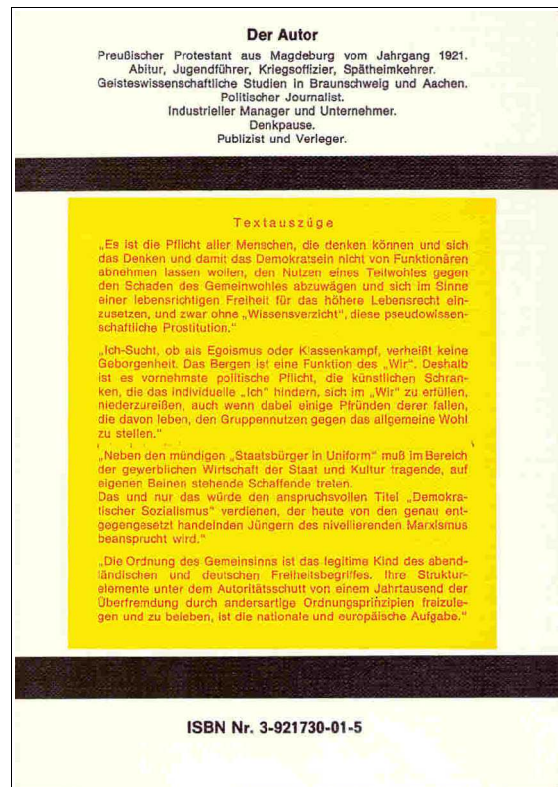 Der Autor
Preußischer Protestant aus Magdeburg vom Jahrgang 1921.
Abitur, Jugendführer, Kriegsoffizier, Spätheimkehrer.
Geisteswissenschaftliche Studien in Braunschweig und Aachen.
Politischer Journalist.
Industrieller Manager und Unternehmer.
Denkpause.
Publizist und Verleger.
Textauszüge
„Es ist die Pflicht aller Menschen, die denken können und sich
das Denken und damit das Demokratsein nicht von Funktionären
abnehmen lassen wollen, den Nutzen eines Teilwohles gegen
den Schaden des Gemeinwohles abzuwägen und sich im Sinne
einer lebensrichtigen Freiheit für das höhere Lebensrecht ein-
zusetzen, und zwar ohne „Wissensverzicht“, diese pseudowissen-
schaftliche Prostitution.“
„Ich-Sucht, ob als Egoismus oder Klassenkampf, verheißt keine
Geborgenheit. Das Bergen ist eine Funktion des „Wir“. Deshalb
ist es vornehmste politische Pflicht, die künstlichen Schran-
ken, die das individuelle „Ich“ hindern, sich im „Wir“ zu erfüllen,
niederzureißen, auch wenn dabei einige Pfründen derer fallen,
die davon leben, den Gruppennutzen gegen das allgemeine Wohl
zu stellen.“
„Neben den mündigen „Staatsbürger in Uniform“ muß im Bereich
der gewerblichen Wirtschaft der Staat und Kultur tragende, auf
eigenen Beinen stehende Schaffende treten.
Das und nur das würde den anspruchsvollen Titel „Demokra-
tischer Sozialismus“ verdienen, der heute von den genau ent-
gegengesetzt handelnden Jüngern des nivellierenden Marxismus
beansprucht wird.“
„Die Ordnung des Gemeinsinns ist das legitime Kind des abend-
ländischen und deutschen Freiheitsbegriffes. Ihre Struktur-
elemente unter dem Autoritätsschutt von einem Jahrtausend der
Überfremdung durch andersartige Ordnungsprinzipien freizule-
gen und zu beleben, ist die nationale und europäische Aufgabe.“
ISBN Nr. 3-921730-01-5